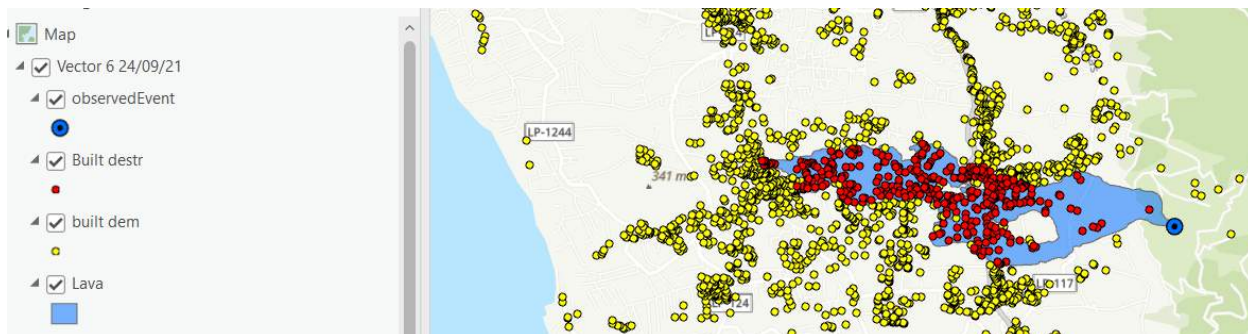 Map
Vector 6 24/09/21
observedEvent
Built destr
built dem
Lava
LP-1244
341 m
LP-117